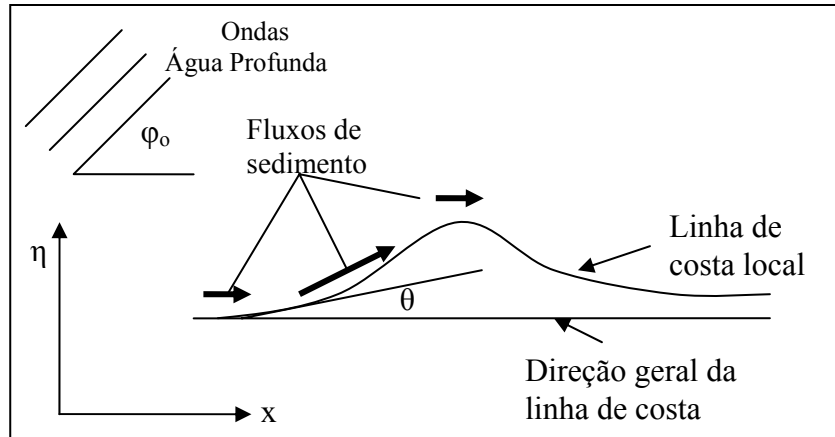 Ondas
Água Profunda
φo
Fluxos de
sedimento
η
Linha de
costa local
θ
Direção geral da
linha de costa
x